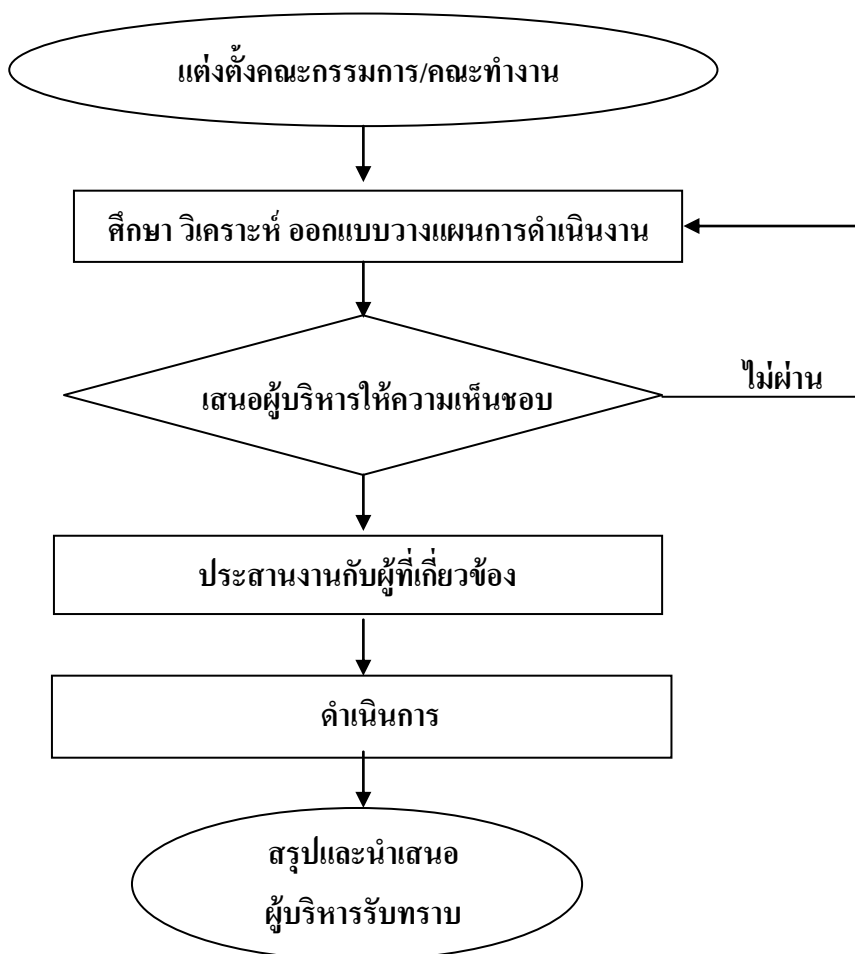 แต่งตั้งคณะกรรมการ/คณะทำงาน
ศึกษา วิเคราะห์ ออกแบบวางแผนการดำเนินงาน
ไม่ผ่าน
เสนอผู้บริหารให้ความเห็นชอบ
ประสานงานกับผู้ที่เกี่ยวข้อง
ดำเนินการ
สรุปและนำเสนอ
ผู้บริหารรับทราบ